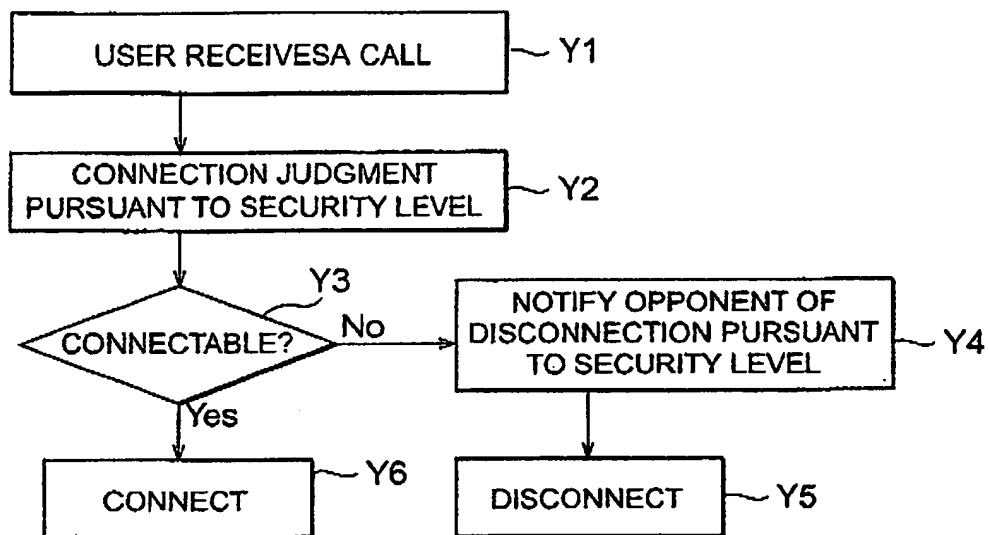 USER RECEIVESA CALL
Y1
CONNECTION JUDGMENT
PURSUANT TO SECURITY LEVEL
Y2
Y3
CONNECTABLE?
No
NOTIFY OPPONENT OF
DISCONNECTION PURSUANT
TO SECURITY LEVEL
Y4
Yes
CONNECT
Y6
DISCONNECT
Y5